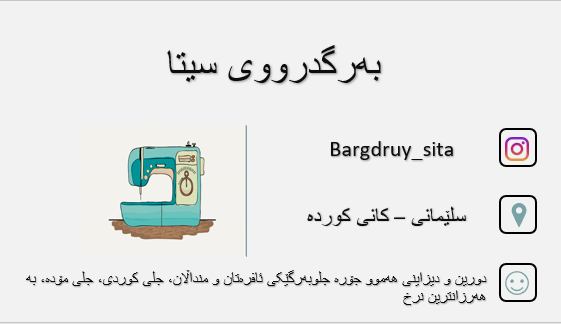 بەرگدرووی سیتا
Bargdruy_sita
سلێمانی – کانی کوردە
دورین و دیزاینی هەموو جۆرە جلوبەرگێکی ئافرەتان و منداڵان، جلی کوردی، جلی مۆدە، بە
هەرزانترین نرخ